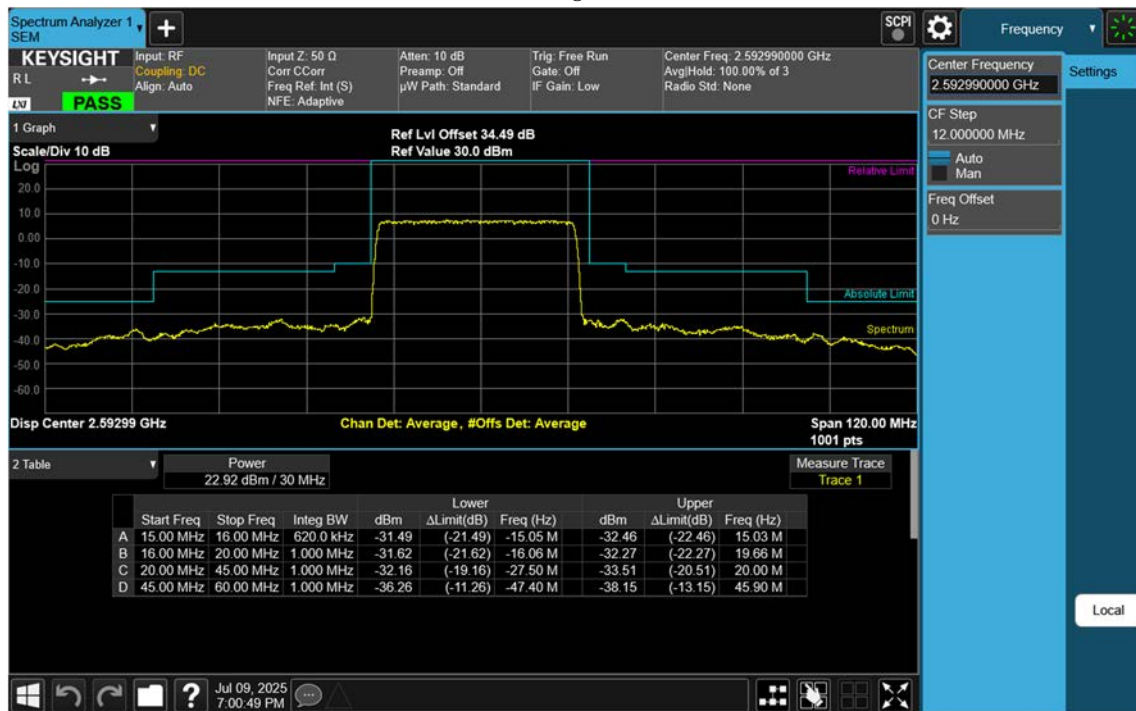 Spectrum Analyzer 1
SEM
SCPI
Frequency
KEYSIGHT
R L
LXI
PASS
Input: RF
Coupling: DC
Align: Auto
Input Z: 50 Ω
Corr CCorr
Freq Ref: Int (S)
NFE: Adaptive
Atten: 10 dB
Preamp: Off
µW Path: Standard
Trig: Free Run
Gate: Off
IF Gain: Low
Center Freq: 2.592990000 GHz
Avg|Hold: 100.00% of 3
Radio Std: None
Center Frequency
2.592990000 GHz
Settings
CF Step
12.000000 MHz
Auto
Man
Freq Offset
0 Hz
1 Graph
Scale/Div 10 dB
Ref Lvl Offset 34.49 dB
Ref Value 30.0 dBm
Log
Relative Limit
20.0
10.0
0.00
-10.0
-20.0
Absolute Limit
-30.0
Spectrum
-40.0
-50.0
-60.0
Disp Center 2.59299 GHz
Chan Det: Average, #Offs Det: Average
Span 120.00 MHz
1001 pts
2 Table
Power
22.92 dBm / 30 MHz
Measure Trace
Trace 1
Lower Upper
Start Freq Stop Freq Integ BW dBm ΔLimit(dB) Freq (Hz) dBm ΔLimit(dB) Freq (Hz)
A 15.00 MHz 16.00 MHz 620.0 kHz -31.49 (-21.49) -15.05 M -32.46 (-22.46) 15.03 M
B 16.00 MHz 20.00 MHz 1.000 MHz -31.62 (-21.62) -16.06 M -32.27 (-22.27) 19.66 M
C 20.00 MHz 45.00 MHz 1.000 MHz -32.16 (-19.16) -27.50 M -33.51 (-20.51) 20.00 M
D 45.00 MHz 60.00 MHz 1.000 MHz -36.26 (-11.26) -47.40 M -38.15 (-13.15) 45.90 M
Local
?
Jul 09, 2025
7:00:49 PM